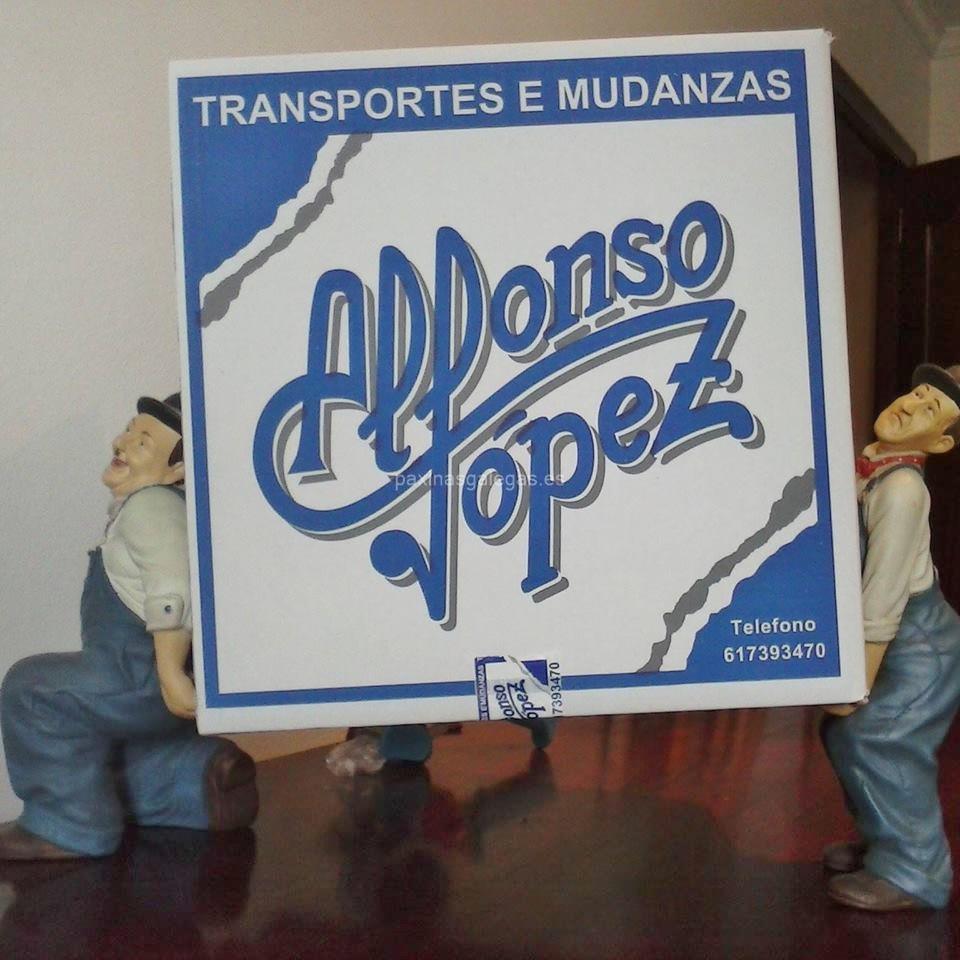 TRANSPORTES E MUDANZAS
Alfonso
López
paxinasgalegas.es
Telefono
617393470